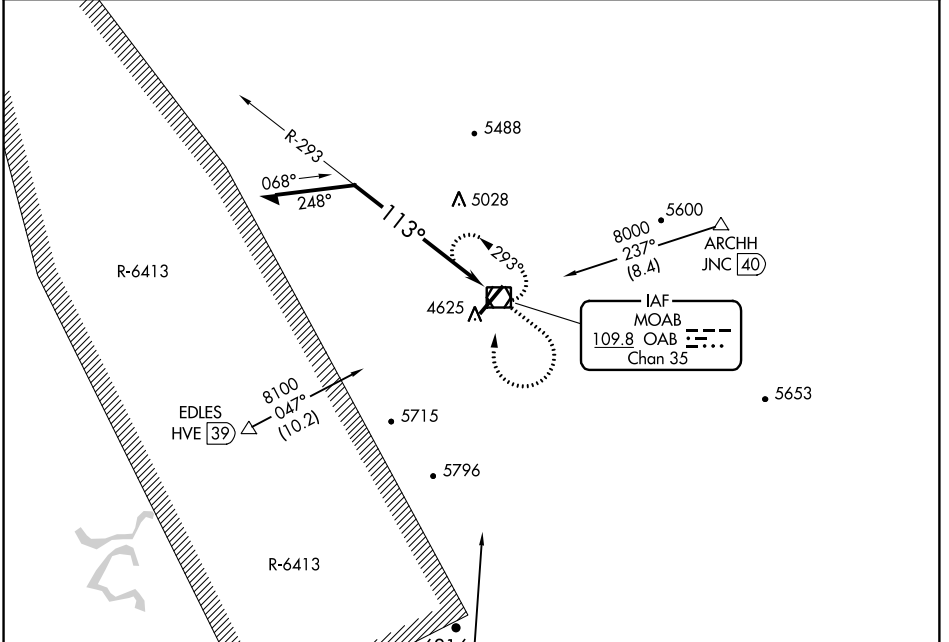 5488
R-293
068°
248°
5028
113°
5600
8000
237°
(8.4)
ARCHH
JNC 40
293°
R-6413
4625
IAF
MOAB
109.8 OAB
Chan 35
8100
047°
(10.2)
EDLES
HVE 39
5715
5653
5796
R-6413